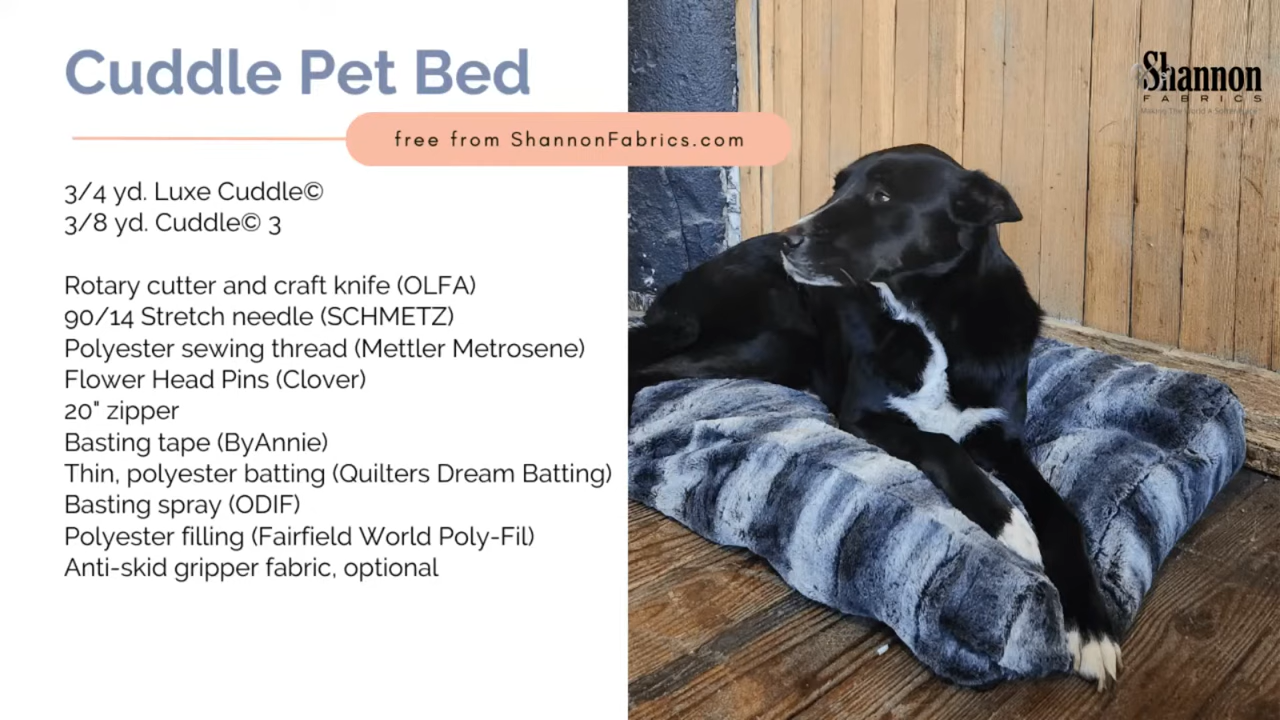 Cuddle Pet Bed
free from ShannonFabrics.com
3/4 yd. Luxe Cuddle©
3/8 yd. Cuddle© 3
Rotary cutter and craft knife (OLFA)
90/14 Stretch needle (SCHMETZ)
Polyester sewing thread (Mettler Metrosene)
Flower Head Pins (Clover)
20" zipper
Basting tape (ByAnnie)
Thin, polyester batting (Quilters Dream Batting)
Basting spray (ODIF)
Polyester filling (Fairfield World Poly-Fil)
Anti-skid gripper fabric, optional
Shannon
FABRICS